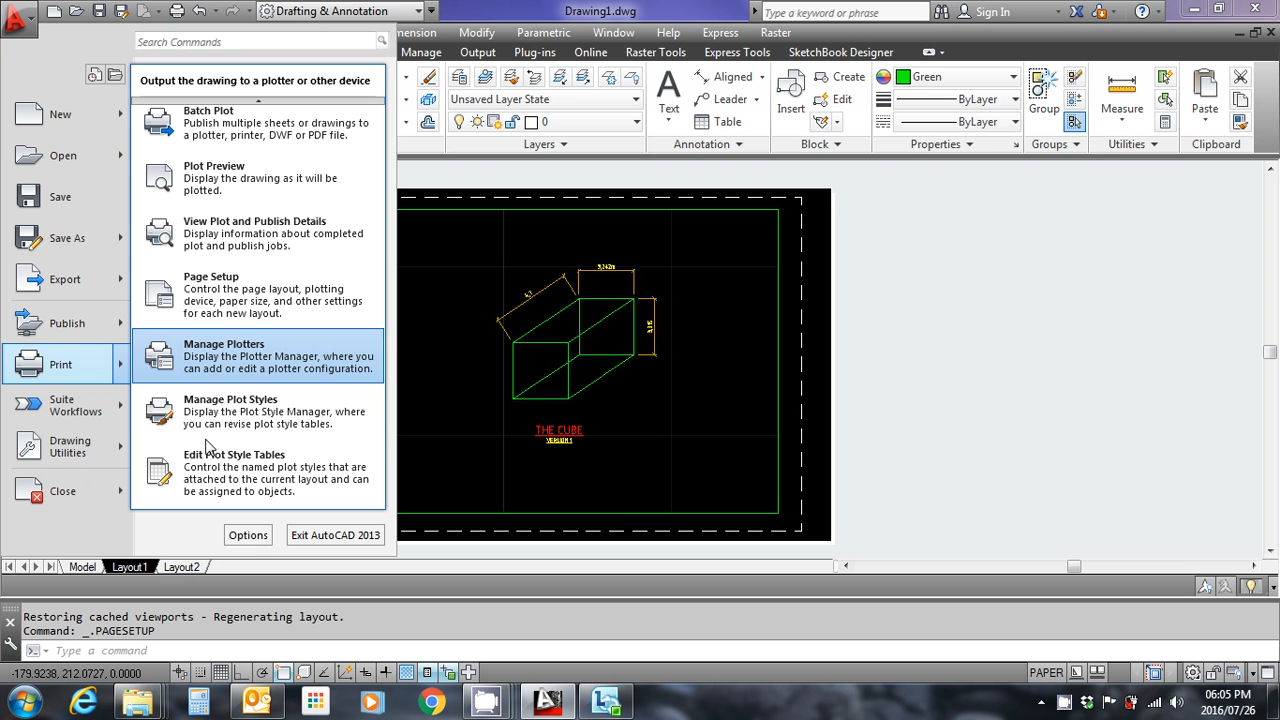 Drafting & Annotation
Drawing1.dwg
Type a keyword or phrase
Sign In
Search Commands
mension
Modify
Parametric
Window
Help
Express
Raster
Manage
Output
Plug-ins
Online
Raster Tools
Express Tools
SketchBook Designer
Output the drawing to a plotter or other device
New
Open
Save
Save As
Export
Publish
Print
Suite
Workflows
Drawing
Utilities
Close
Batch Plot
Publish multiple sheets or drawings to
a plotter, printer, DWF or PDF file.
Plot Preview
Display the drawing as it will be
plotted.
View Plot and Publish Details
Display information about completed
plot and publish jobs.
Page Setup
Control the page layout, plotting
device, paper size, and other settings
for each new layout.
Manage Plotters
Display the Plotter Manager, where you
can add or edit a plotter configuration.
Manage Plot Styles
Display the Plot Style Manager, where
you can revise plot style tables.
Edit Plot Style Tables
Control the named plot styles that are
attached to the current layout and can
be assigned to objects.
Options
Exit AutoCAD 2013
Unsaved Layer State
0
Layers
Text
Aligned
Leader
Table
Annotation
Insert
Create
Edit
Block
Green
ByLayer
ByLayer
Properties
Group
Groups
Measure
Utilities
Paste
Clipboard
THE CUBE
VERSION 1
Model
Layout1
Layout2
Restoring cached viewports - Regenerating layout.
Command: _.PAGESETUP
Type a command
-179.9238, 212.0727, 0.0000
PAPER
06:05 PM
2016/07/26